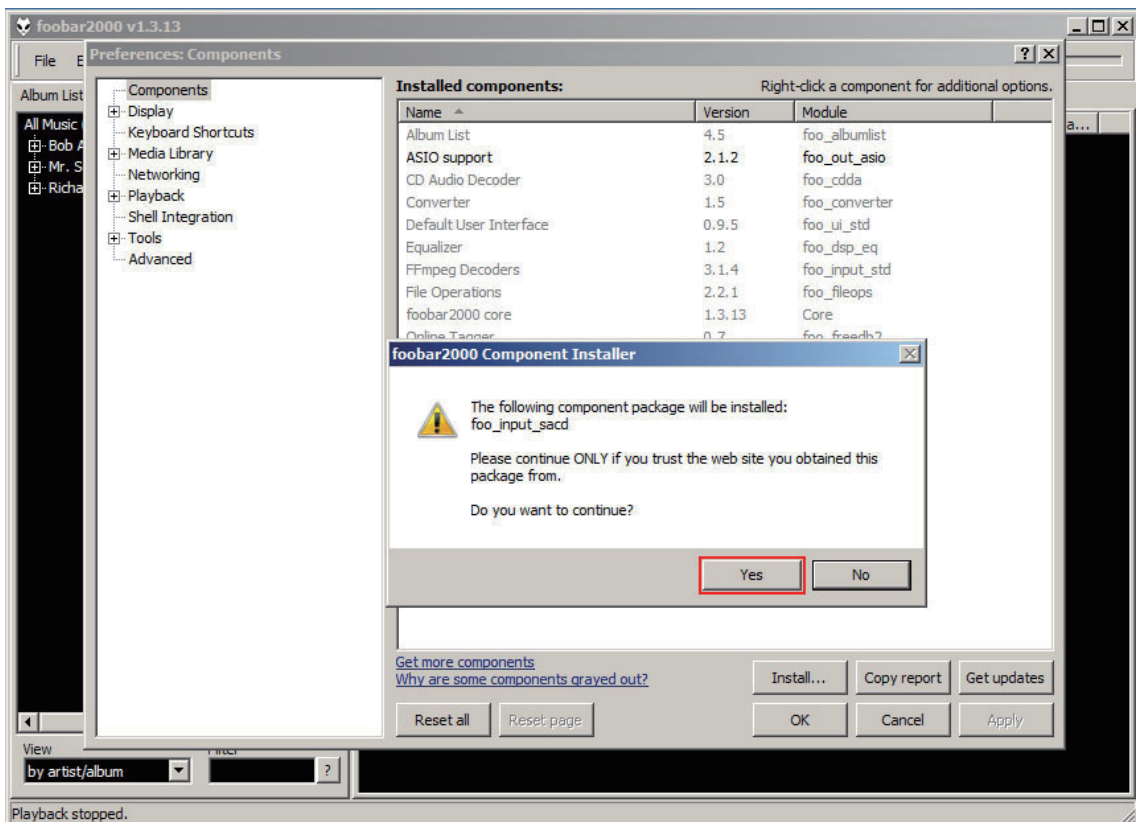 foobar2000 v1.3.13
File
Preferences: Components
Album List
All Music
Bob A
Mr. S
Richa
Components
Display
Keyboard Shortcuts
Media Library
Networking
Playback
Shell Integration
Tools
Advanced
Installed components: Right-click a component for additional options.
Name Version Module
Album List 4.5 foo_albumlist
ASIO support 2.1.2 foo_out_asio
CD Audio Decoder 3.0 foo_cdda
Converter 1.5 foo_converter
Default User Interface 0.9.5 foo_ui_std
Equalizer 1.2 foo_dsp_eq
FFmpeg Decoders 3.1.4 foo_input_std
File Operations 2.2.1 foo_fileops
foobar2000 core 1.3.13 Core
Online Tagger 0.7 foo_freedb2
a...
foobar2000 Component Installer
The following component package will be installed:
foo_input_sacd
Please continue ONLY if you trust the web site you obtained this
package from.
Do you want to continue?
Yes No
Get more components
Why are some components grayed out?
Install... Copy report Get updates
Reset all Reset page OK Cancel Apply
View Filter
by artist/album ?
Playback stopped.